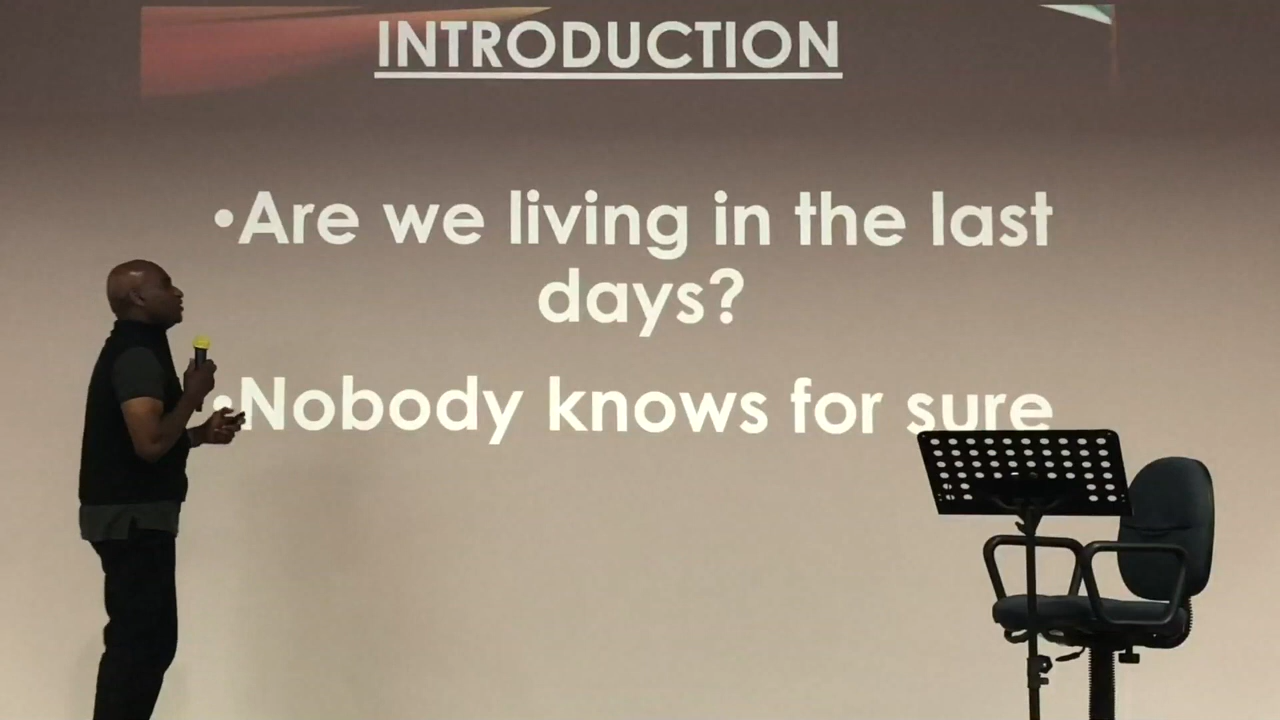 INTRODUCTION
•Are we living in the last
days?
•Nobody knows for sure